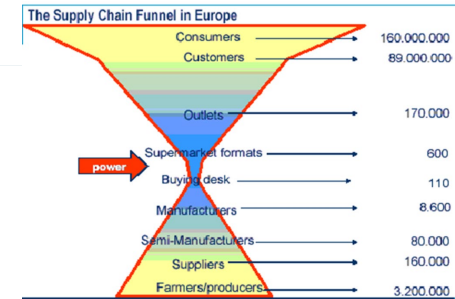 The Supply Chain Funnel in Europe
Consumers 160.000.000
Customers 89.000.000
Outlets 170.000
Supermarket formats 600
power
Buying desk 110
Manufacturers 8.600
Semi-Manufacturers 80.000
Suppliers 160.000
Farmers/producers 3.200.000